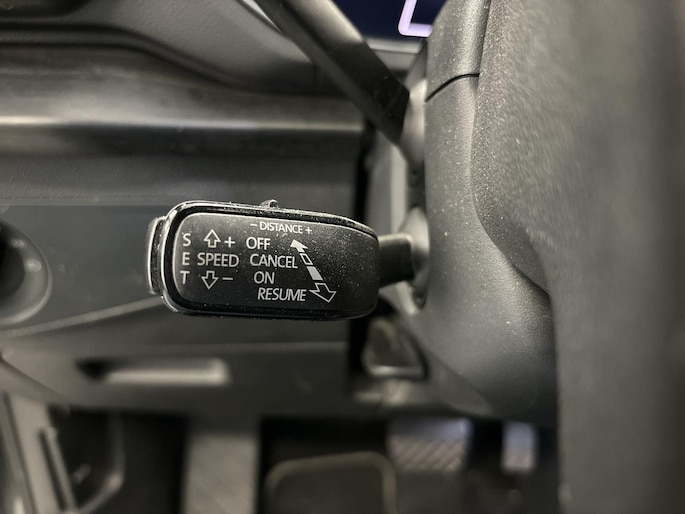 - DISTANCE +
S + OFF
E SPEED CANCEL
T - ON
RESUME